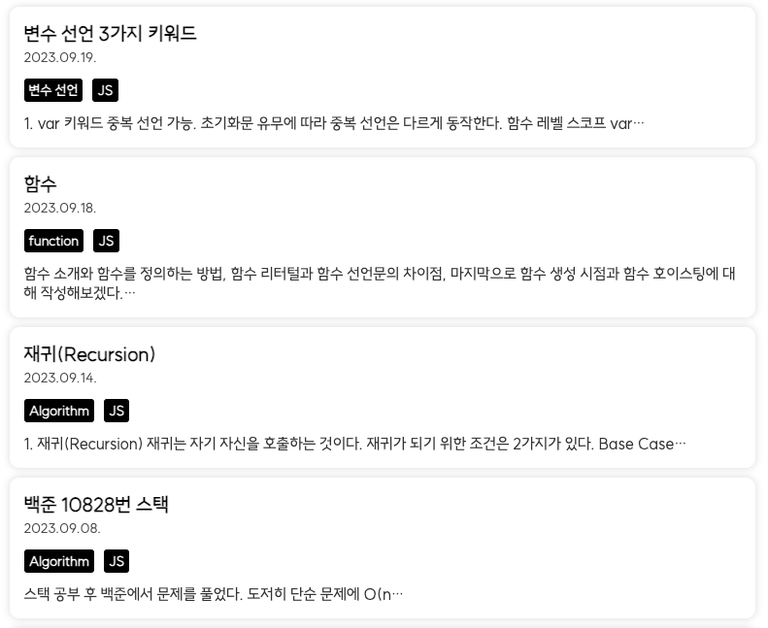 변수 선언 3가지 키워드
2023.09.19.
변수 선언 JS
1. var 키워드 중복 선언 가능. 초기화문 유무에 따라 중복 선언은 다르게 동작한다. 함수 레벨 스코프 var…
함수
2023.09.18.
function JS
함수 소개와 함수를 정의하는 방법, 함수 리터럴과 함수 선언문의 차이점, 마지막으로 함수 생성 시점과 함수 호이스팅에 대
해 작성해보겠다.…
재귀(Recursion)
2023.09.14.
Algorithm JS
1. 재귀(Recursion) 재귀는 자기 자신을 호출하는 것이다. 재귀가 되기 위한 조건은 2가지가 있다. Base Case…
백준 10828번 스택
2023.09.08.
Algorithm JS
스택 공부 후 백준에서 문제를 풀었다. 도저히 단순 문제에 O(n…